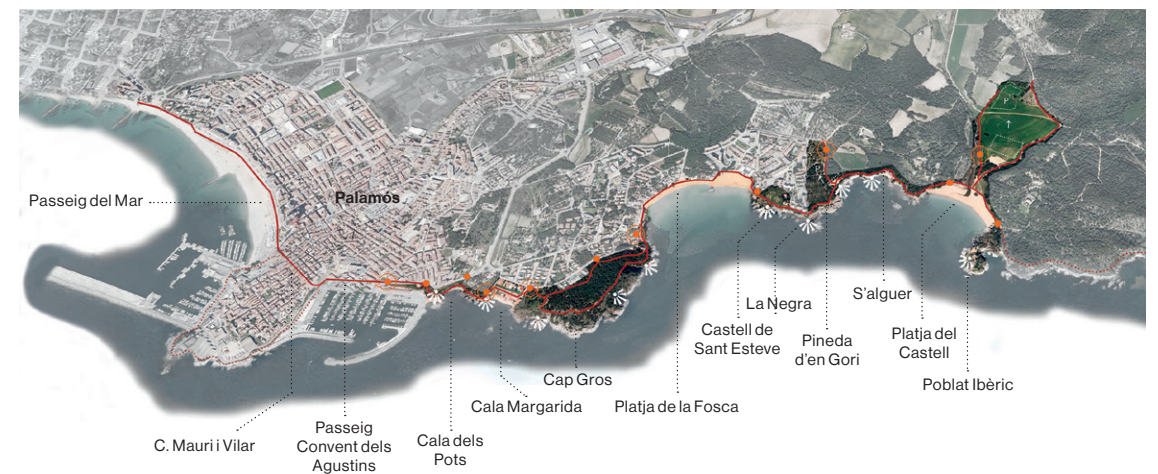 P
Palamós
Passeig del Mar
C. Mauri i Vilar
Passeig
Convent dels
Agustins
Cala dels
Pots
Cala Margarida
Cap Gros
Platja de la Fosca
Castell de
Sant Esteve
La Negra
Pineda
d'en Gori
S'alguer
Platja del
Castell
Poblat Ibèric